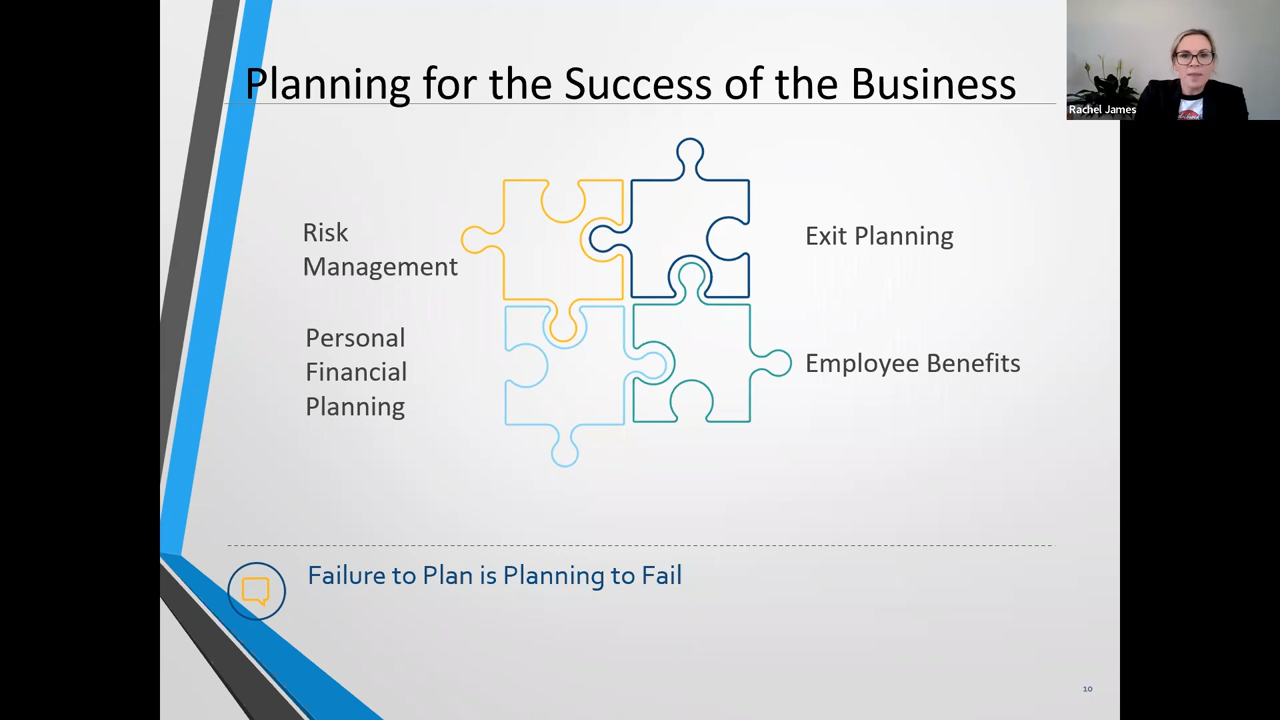 Planning for the Success of the Business
Rachel James
Risk
Management
Exit Planning
Personal
Financial
Planning
Employee Benefits
Failure to Plan is Planning to Fail
10